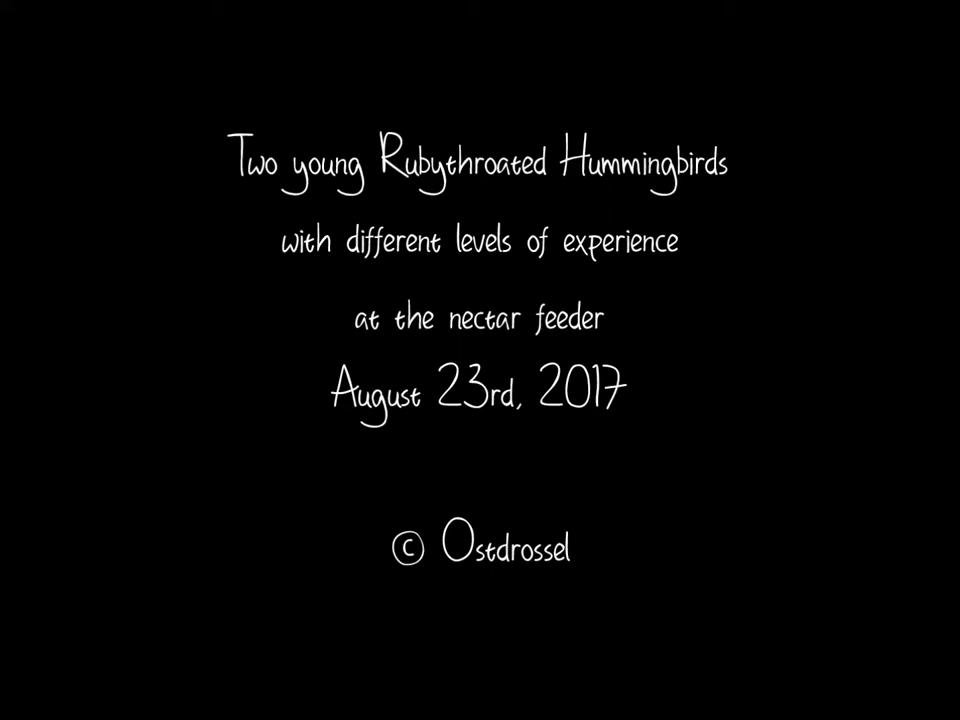 Two young Rubythroated Hummingbirds
with different levels of experience
at the nectar feeder
August 23rd, 2017
© Ostdrossel